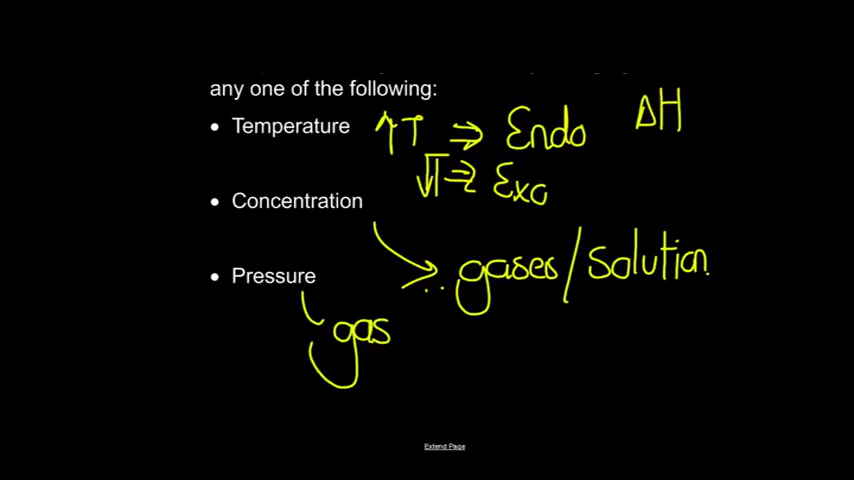 any one of the following:
• Temperature ↑T ⇒ Endo ΔH
↓T ⇒ Exo
• Concentration
gases/solution.
• Pressure
gas
Extend Page